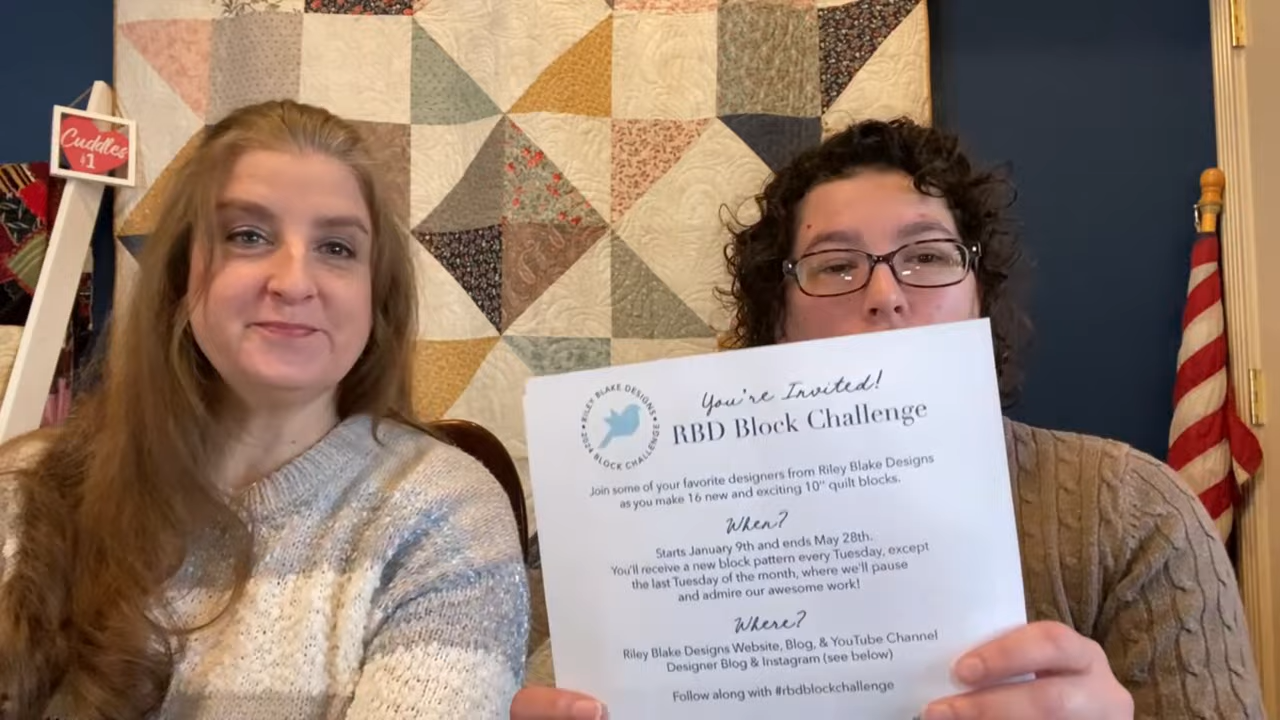 Cuddles
$1
• RILEY BLAKE DESIGNS •
2024 BLOCK CHALLENGE
You're Invited!
RBD Block Challenge
Join some of your favorite designers from Riley Blake Designs
as you make 16 new and exciting 10" quilt blocks.
When?
Starts January 9th and ends May 28th.
You'll receive a new block pattern every Tuesday, except
the last Tuesday of the month, where we'll pause
and admire our awesome work!
Where?
Riley Blake Designs Website, Blog, & YouTube Channel
Designer Blog & Instagram (see below)
Follow along with #rbdblockchallenge